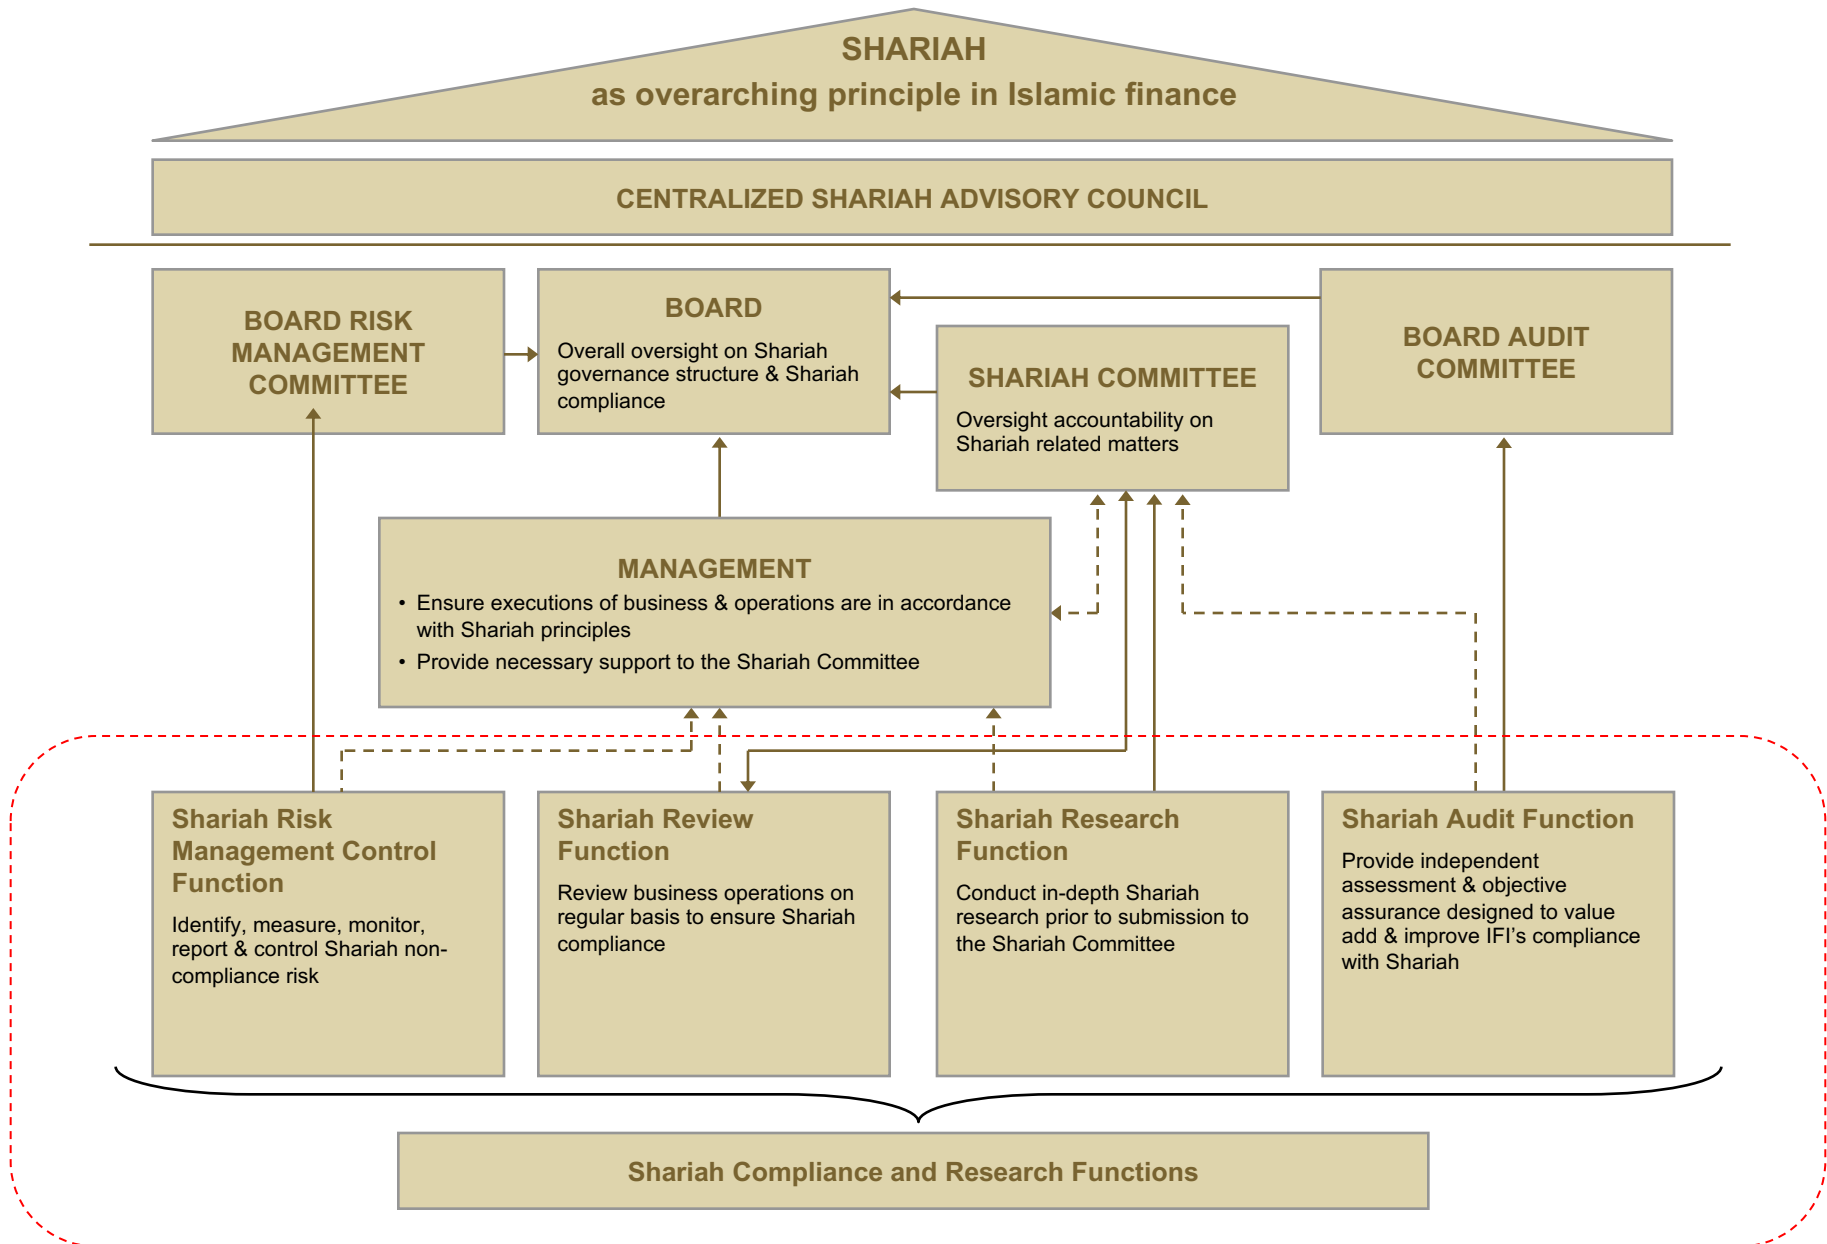 SHARIAH
as overarching principle in Islamic finance
CENTRALIZED SHARIAH ADVISORY COUNCIL
BOARD RISK
MANAGEMENT
COMMITTEE
BOARD
Overall oversight on Shariah
governance structure & Shariah
compliance
SHARIAH COMMITTEE
Oversight accountability on
Shariah related matters
BOARD AUDIT
COMMITTEE
MANAGEMENT
• Ensure executions of business & operations are in accordance
with Shariah principles
• Provide necessary support to the Shariah Committee
Shariah Risk
Management Control
Function
Identify, measure, monitor,
report & control Shariah non-
compliance risk
Shariah Review
Function
Review business operations on
regular basis to ensure Shariah
compliance
Shariah Research
Function
Conduct in-depth Shariah
research prior to submission to
the Shariah Committee
Shariah Audit Function
Provide independent
assessment & objective
assurance designed to value
add & improve IFI’s compliance
with Shariah
Shariah Compliance and Research Functions